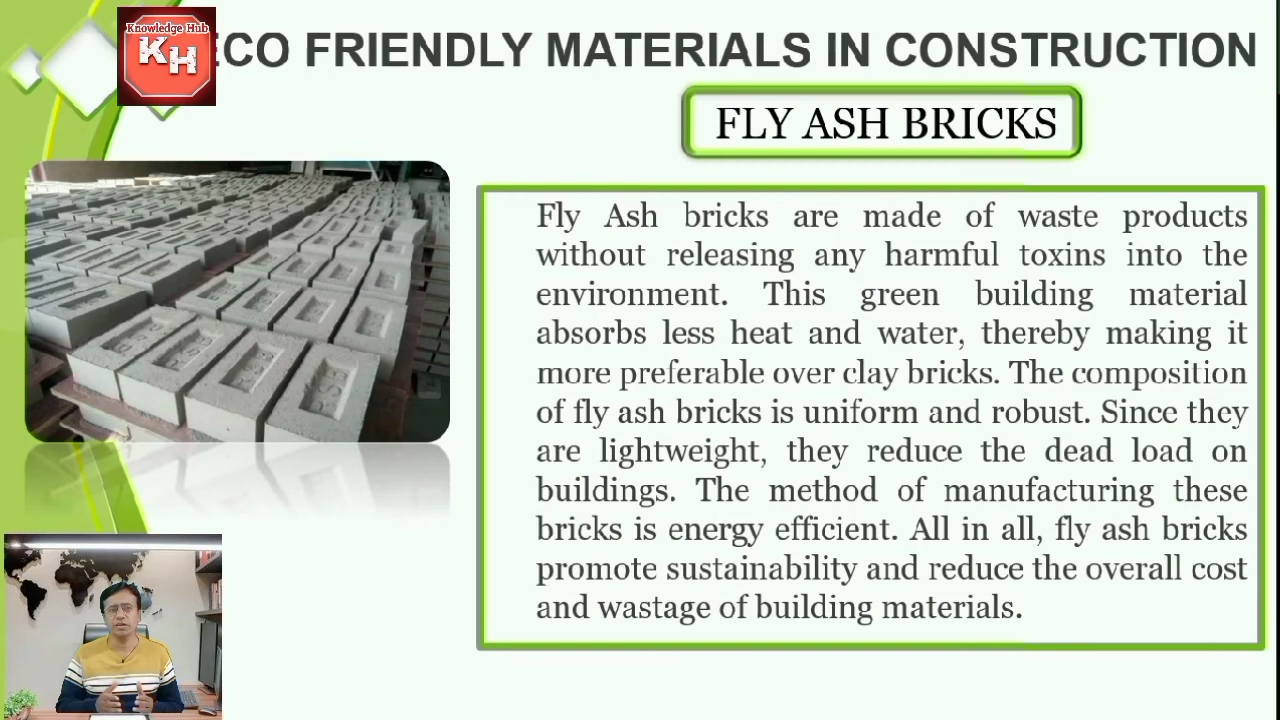 Knowledge Hub
KH
ECO FRIENDLY MATERIALS IN CONSTRUCTION
FLY ASH BRICKS
Fly Ash bricks are made of waste products
without releasing any harmful toxins into the
environment. This green building material
absorbs less heat and water, thereby making it
more preferable over clay bricks. The composition
of fly ash bricks is uniform and robust. Since they
are lightweight, they reduce the dead load on
buildings. The method of manufacturing these
bricks is energy efficient. All in all, fly ash bricks
promote sustainability and reduce the overall cost
and wastage of building materials.